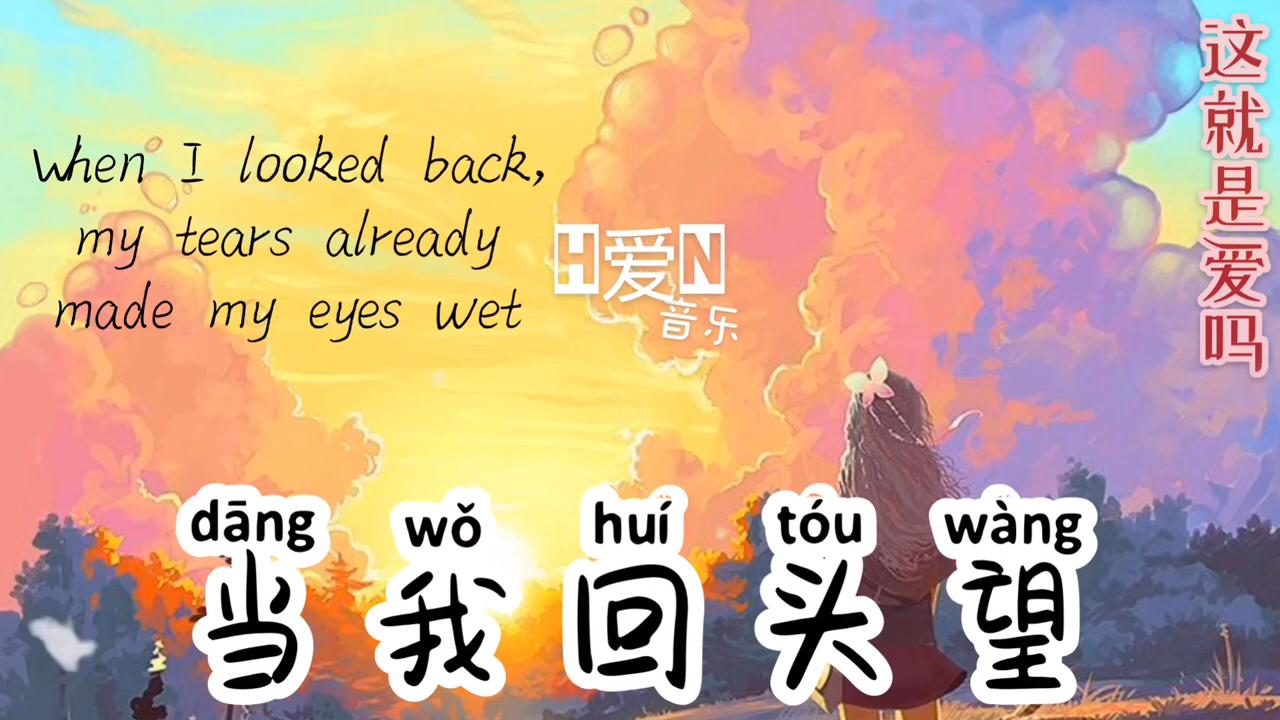 when I looked back,
my tears already
made my eyes wet
H爱N
音乐
这就是爱吗
dāng wǒ huí tóu wàng
当我回头望